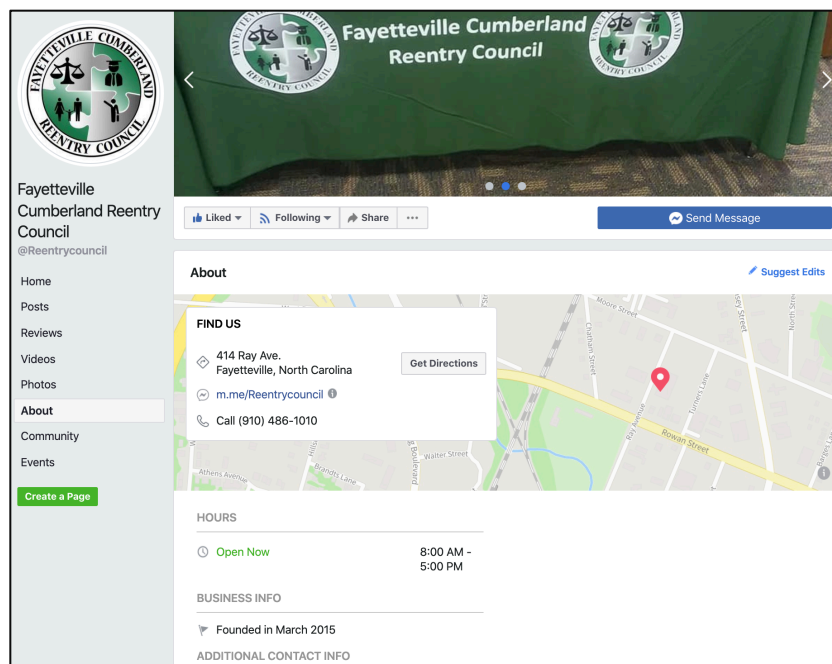 FAYETTEVILLE CUMBERLAND
REENTRY COUNCIL
Fayetteville Cumberland
Reentry Council
Fayetteville
Cumberland Reentry
Council
@Reentrycouncil
Home
Posts
Reviews
Videos
Photos
About
Community
Events
Create a Page
Liked
Following
Share
Send Message
About
Suggest Edits
FIND US
414 Ray Ave.
Fayetteville, North Carolina
Get Directions
m.me/Reentrycouncil
Call (910) 486-1010
Moore Street
Chatham Street
North Street
Turners Lane
Ray Avenue
Rowan Street
Walter Street
Athens Avenue
Brandts Lane
HOURS
Open Now
8:00 AM -
5:00 PM
BUSINESS INFO
Founded in March 2015
ADDITIONAL CONTACT INFO